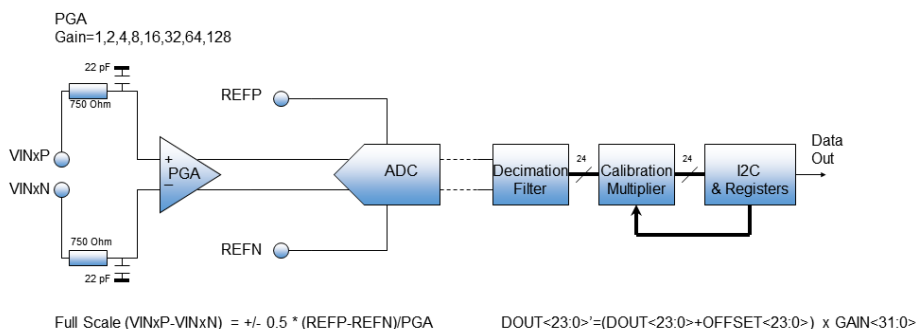 PGA
Gain=1,2,4,8,16,32,64,128
22 pF
750 Ohm
REFP
VINxP
VINxN
+
PGA
–
ADC
Decimation
Filter
24
Calibration
Multiplier
24
I2C
& Registers
Data
Out
750 Ohm
22 pF
REFN
Full Scale (VINxP-VINxN) = +/- 0.5 * (REFP-REFN)/PGA
DOUT<23:0>'=(DOUT<23:0>+OFFSET<23:0>) x GAIN<31:0>